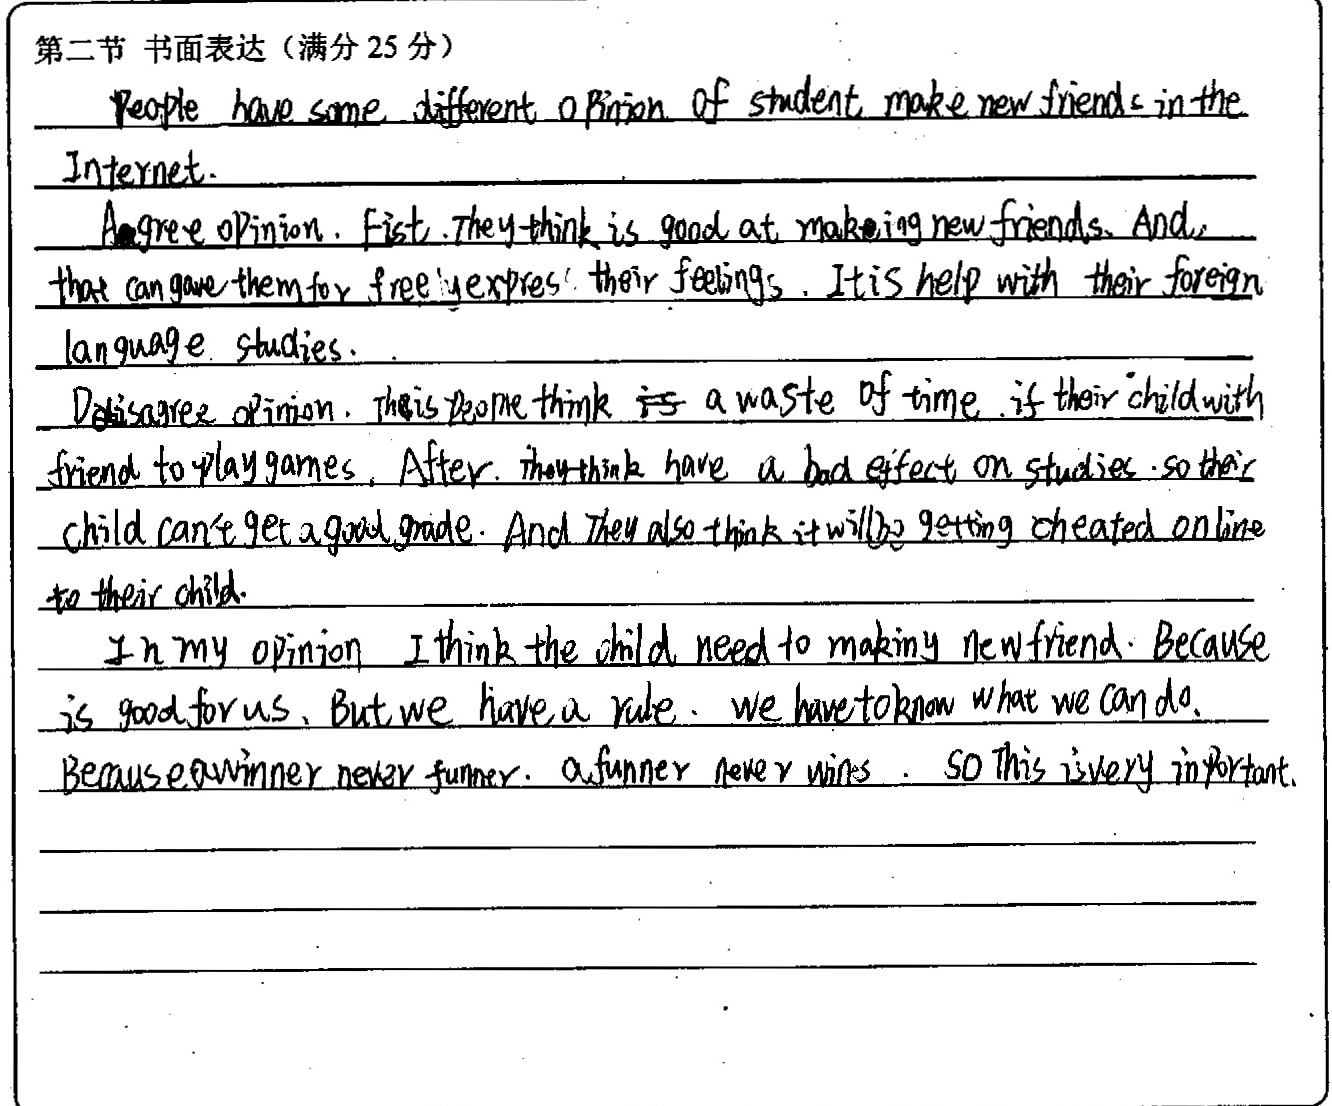 第二节 书面表达（满分 25 分）
People have some different opinion of student make new friends in the
Internet.
Aagree opinion. Fist. They think is good at makeing new friends. And,
that can gave them for freely expres their feelings. It is help with their foreign
language studies.
Disagree opinion. This people think is a waste of time if their child with
friend to play games. After. they think have a bad effect on studies. so their
child can't get a good grade. And They also think it will be getting cheated online
to their child.
In my opinion I think the child need to making new friend. Because
is good for us. But we have a rule. we have to know what we can do.
Because a winner never funner. a funner never wins. so This is very inportant.